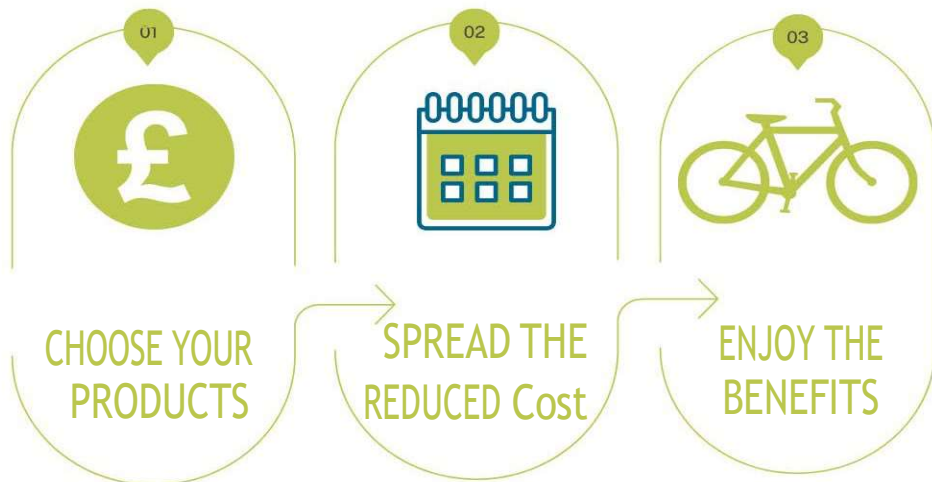 01
£
CHOOSE YOUR
PRODUCTS
02
SPREAD THE
REDUCED Cost
03
ENJOY THE
BENEFITS